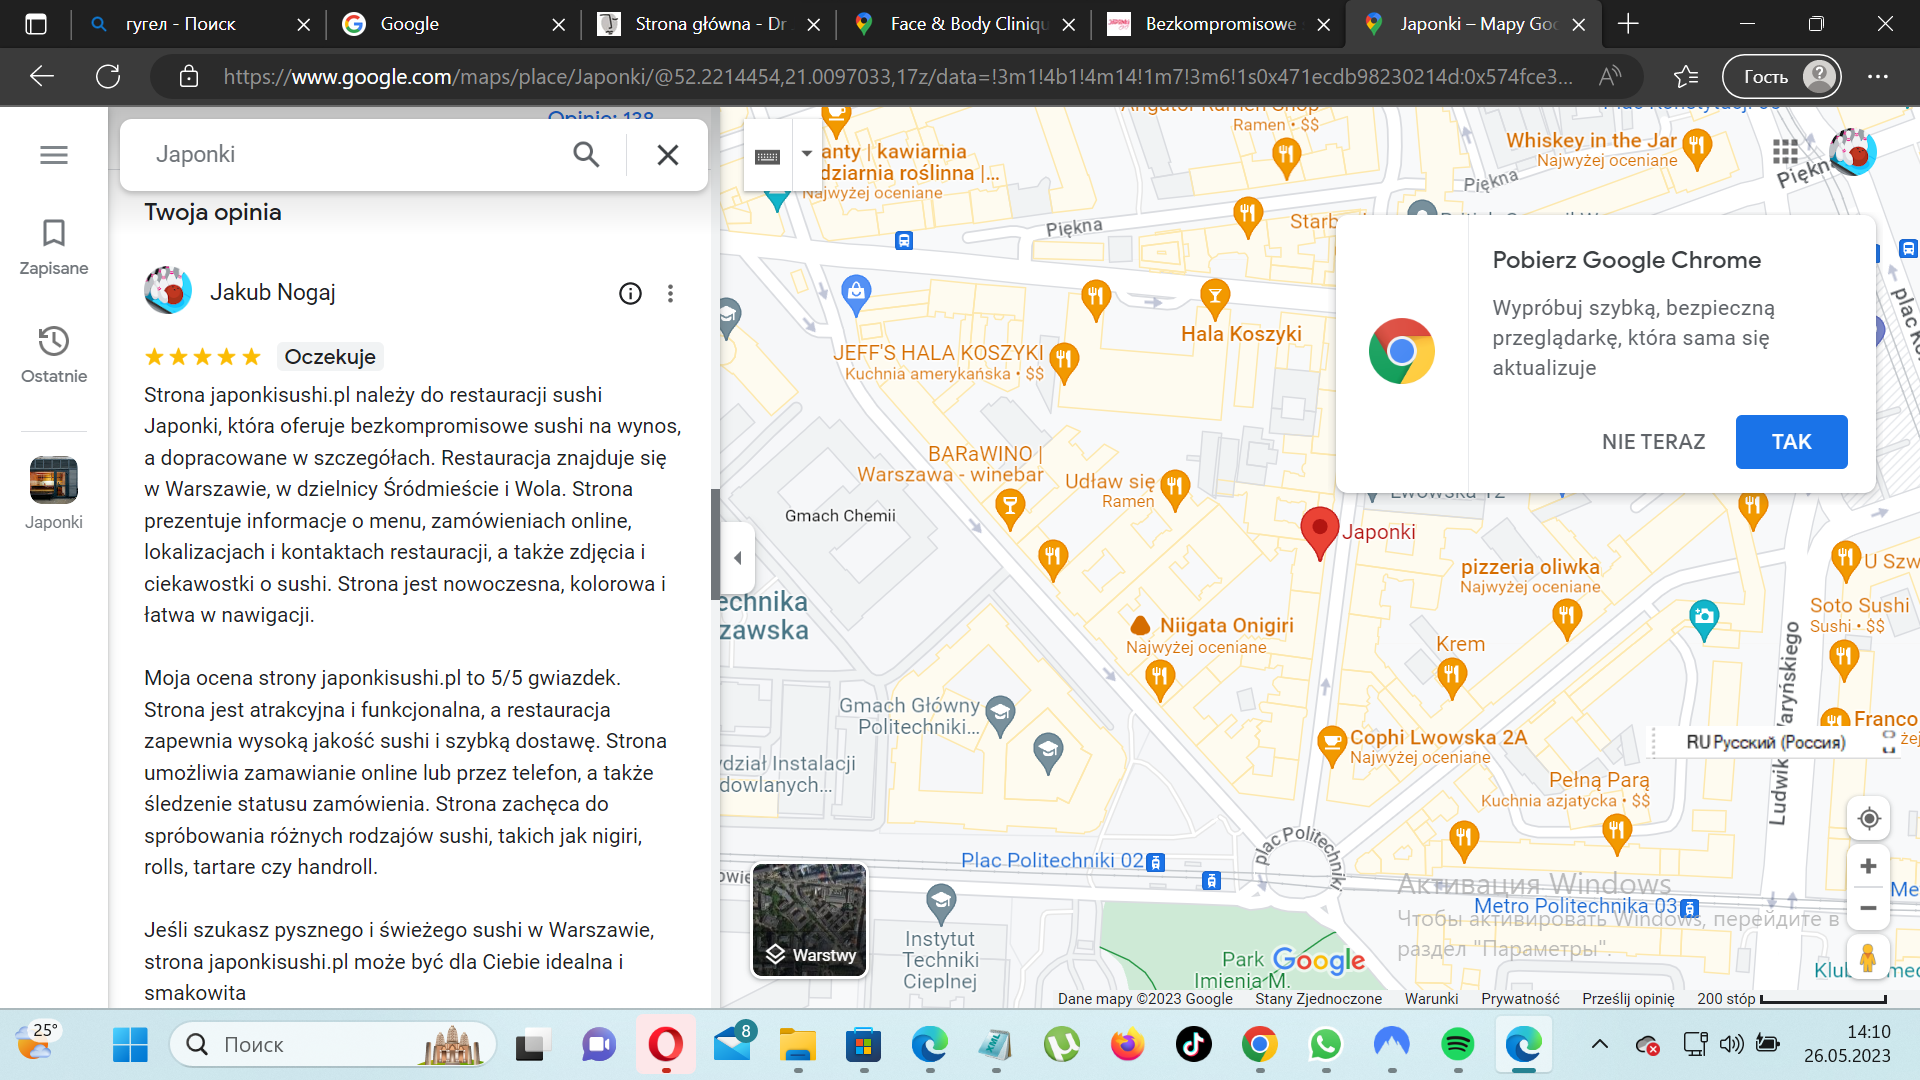 гугел - Поиск
Google
Strona główna - Dr
Face & Body Cliniqu
Bezkompromisowe
Japonki – Mapy Goo
https://www.google.com/maps/place/Japonki/@52.2214454,21.0097033,17z/data=!3m1!4b1!4m14!1m7!3m6!1s0x471ecdb98230214d:0x574fce3...
Гость
Opinie: 138
Japonki
Zapisane
Ostatnie
Japonki
Twoja opinia
Jakub Nogaj
Oczekuje
Strona japonkisushi.pl należy do restauracji sushi
Japonki, która oferuje bezkompromisowe sushi na wynos,
a dopracowane w szczegółach. Restauracja znajduje się
w Warszawie, w dzielnicy Śródmieście i Wola. Strona
prezentuje informacje o menu, zamówieniach online,
lokalizacjach i kontaktach restauracji, a także zdjęcia i
ciekawostki o sushi. Strona jest nowoczesna, kolorowa i
łatwa w nawigacji.
Moja ocena strony japonkisushi.pl to 5/5 gwiazdek.
Strona jest atrakcyjna i funkcjonalna, a restauracja
zapewnia wysoką jakość sushi i szybką dostawę. Strona
umożliwia zamawianie online lub przez telefon, a także
śledzenie statusu zamówienia. Strona zachęca do
spróbowania różnych rodzajów sushi, takich jak nigiri,
rolls, tartare czy handroll.
Jeśli szukasz pysznego i świeżego sushi w Warszawie,
strona japonkisushi.pl może być dla Ciebie idealna i
smakowita
Ramen • $$
anty | kawiarnia
dziarnia roślinna |...
Najwyżej oceniane
Whiskey in the Jar
Najwyżej oceniane
Piękna
Piękna
Piękna
Starb
Hala Koszyki
JEFF'S HALA KOSZYKI
Kuchnia amerykańska • $$
Pobierz Google Chrome
Wypróbuj szybką, bezpieczną
przeglądarkę, która sama się
aktualizuje
NIE TERAZ
TAK
BARaWINO |
Warszawa - winebar
Udław się
Ramen
Gmach Chemii
Lwowska 12
Japonki
pizzeria oliwka
Najwyżej oceniane
U Szw
Soto Sushi
Sushi • $$
echnika
zawska
Niigata Onigiri
Najwyżej oceniane
Krem
Gmach Główny
Politechniki...
ydział Instalacji
dowlanych...
Cophi Lwowska 2A
Najwyżej oceniane
Franco
RU Русский (Россия)
Pełną Parą
Kuchnia azjatycka • $$
plac Politechniki
Plac Politechniki 02
Metro Politechnika 03
Активация Windows
Чтобы активировать Windows, перейдите в
раздел "Параметры".
Warstwy
Instytut
Techniki
Cieplnej
Park
Imienia M.
Google
Dane mapy ©2023 Google
Stany Zjednoczone
Warunki
Prywatność
Prześlij opinię
200 stóp
25°
Поиск
8
14:10
26.05.2023